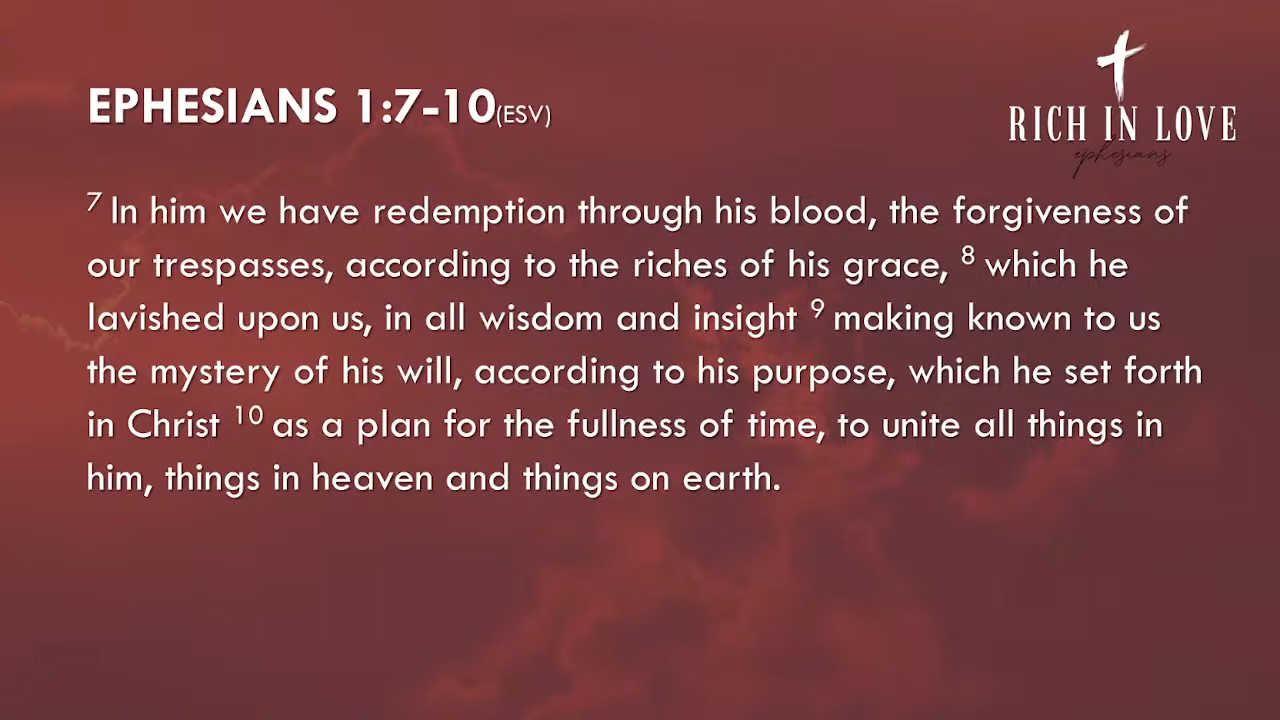 EPHESIANS 1:7-10(ESV)
RICH IN LOVE
ephesians
7 In him we have redemption through his blood, the forgiveness of
our trespasses, according to the riches of his grace, 8 which he
lavished upon us, in all wisdom and insight 9 making known to us
the mystery of his will, according to his purpose, which he set forth
in Christ 10 as a plan for the fullness of time, to unite all things in
him, things in heaven and things on earth.